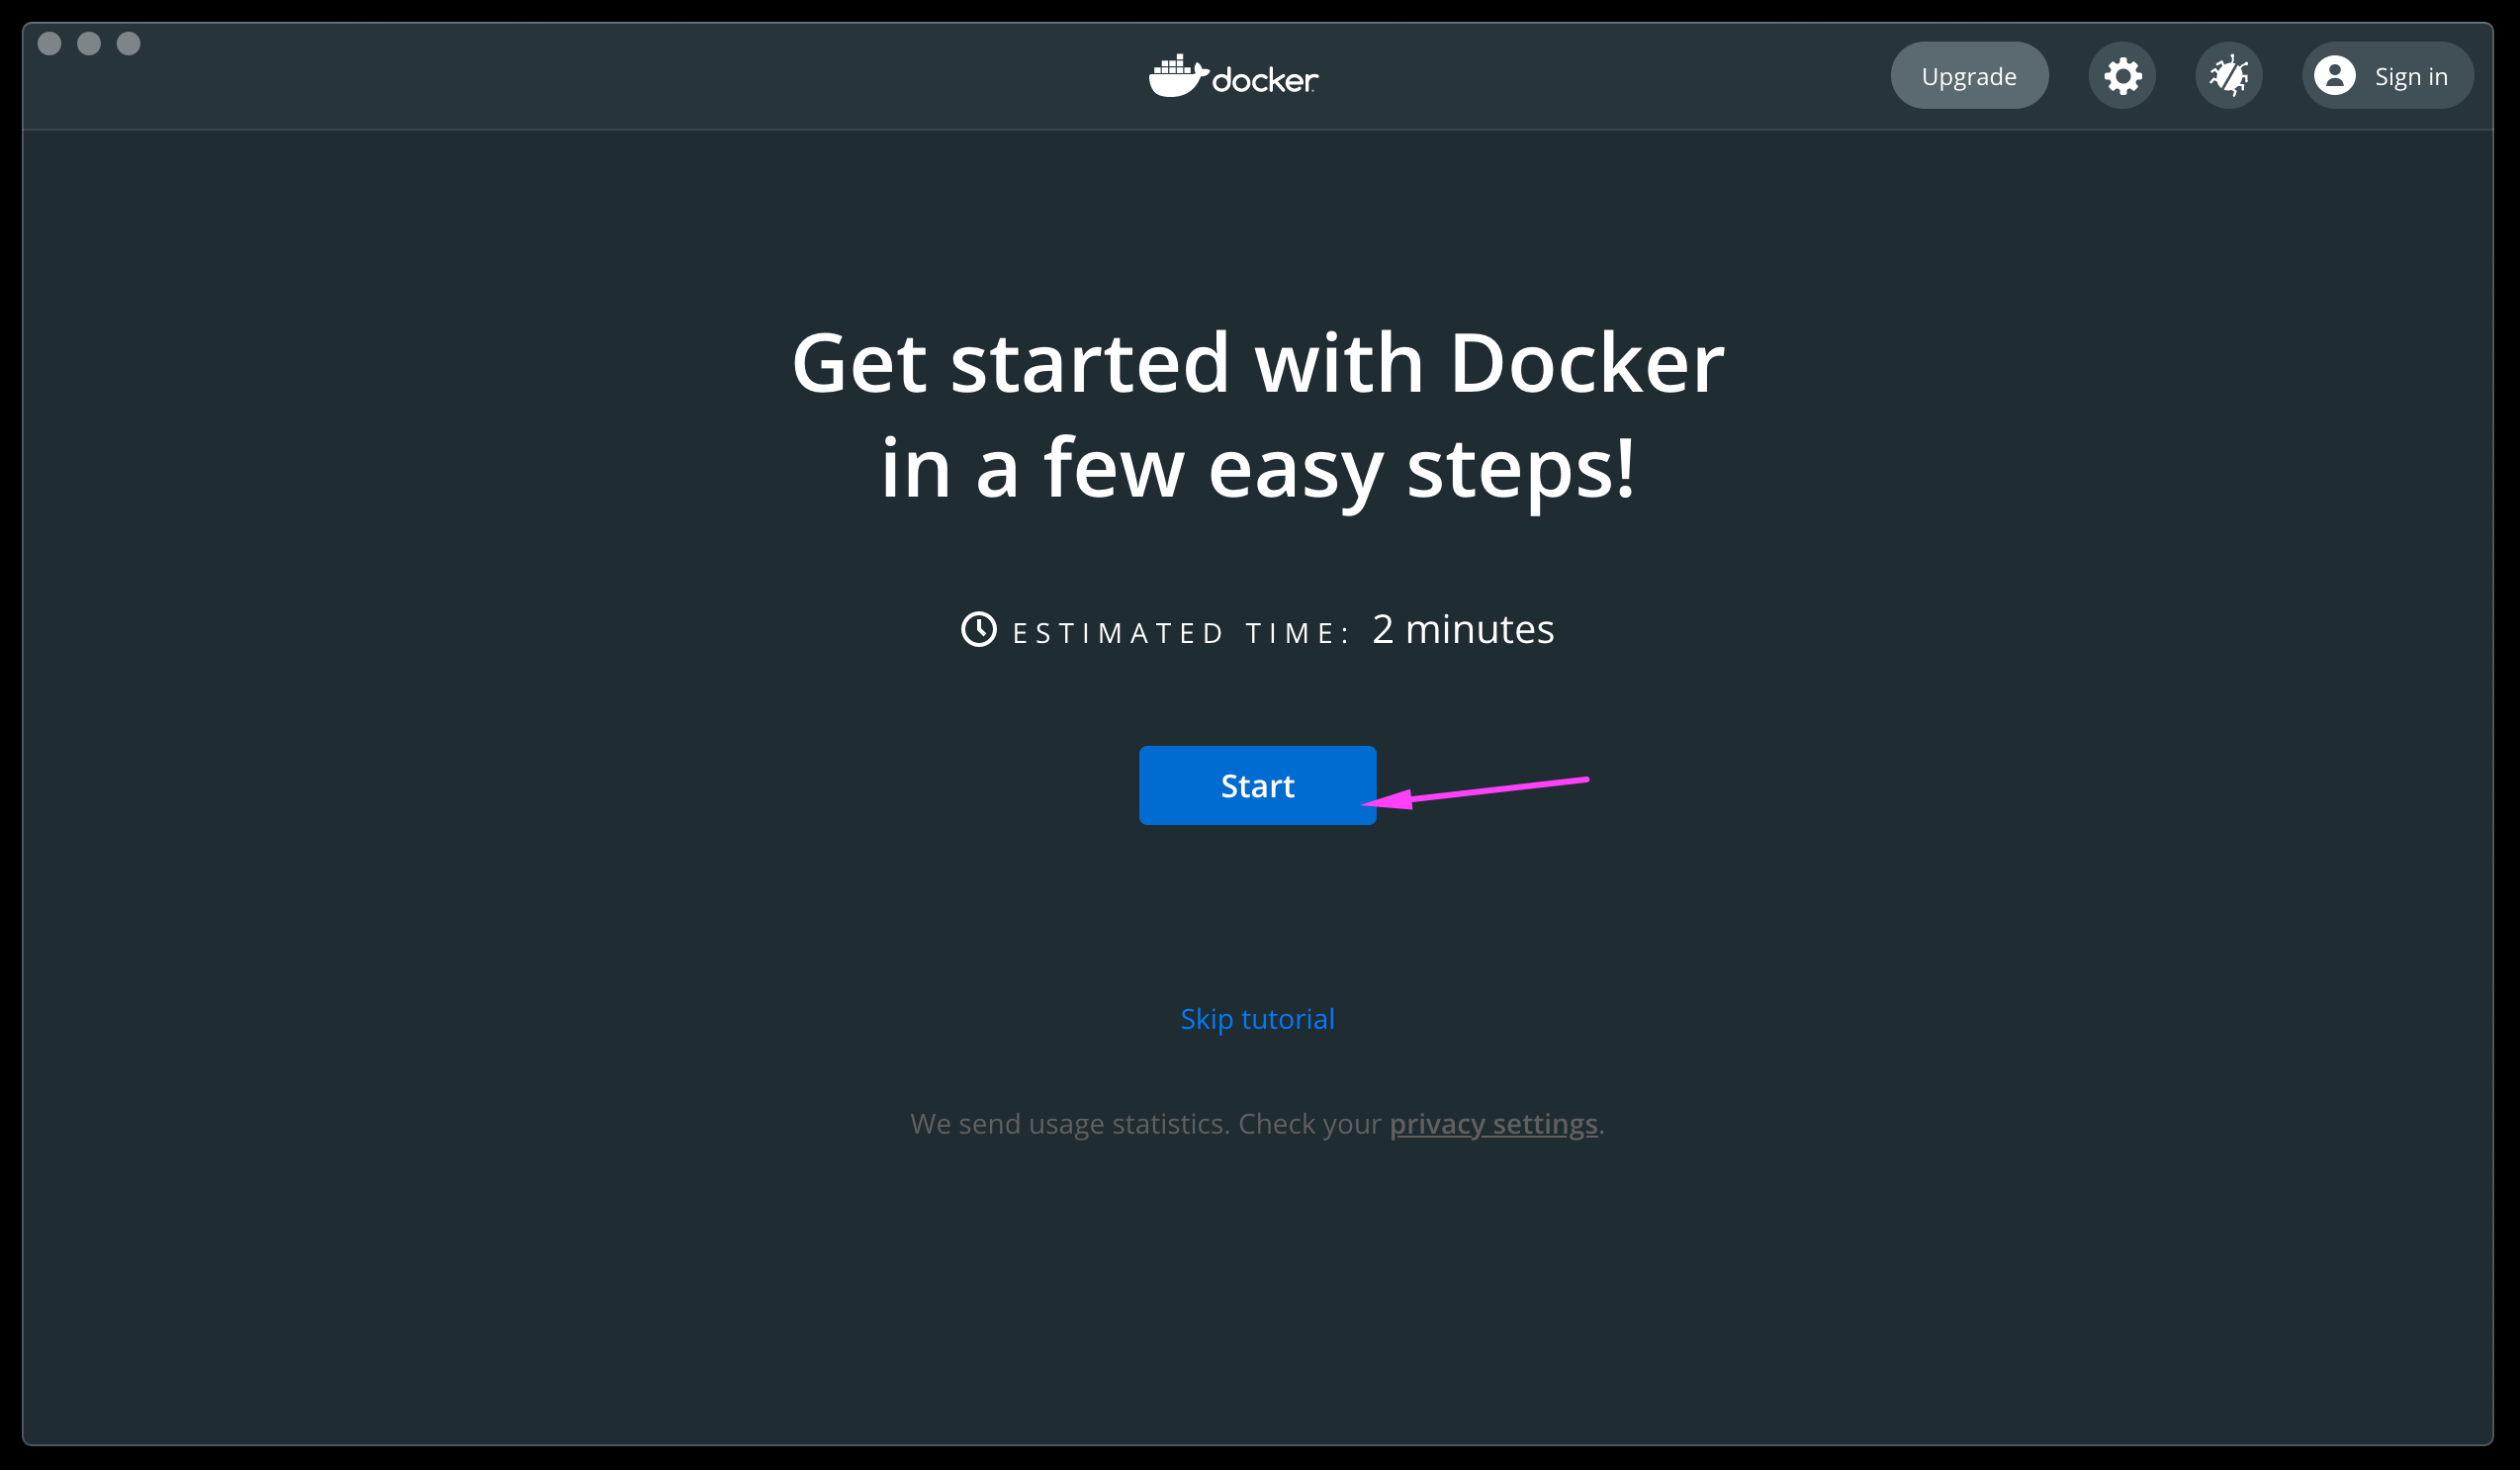 docker
Upgrade
Sign in
Get started with Docker
in a few easy steps!
ESTIMATED TIME: 2 minutes
Start
Skip tutorial
We send usage statistics. Check your privacy settings.